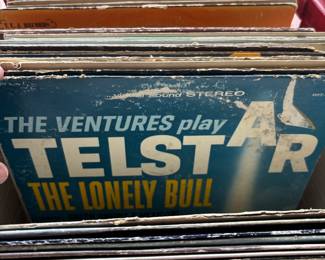 sound STEREO
THE VENTURES play
TELSTAR
THE LONELY BULL